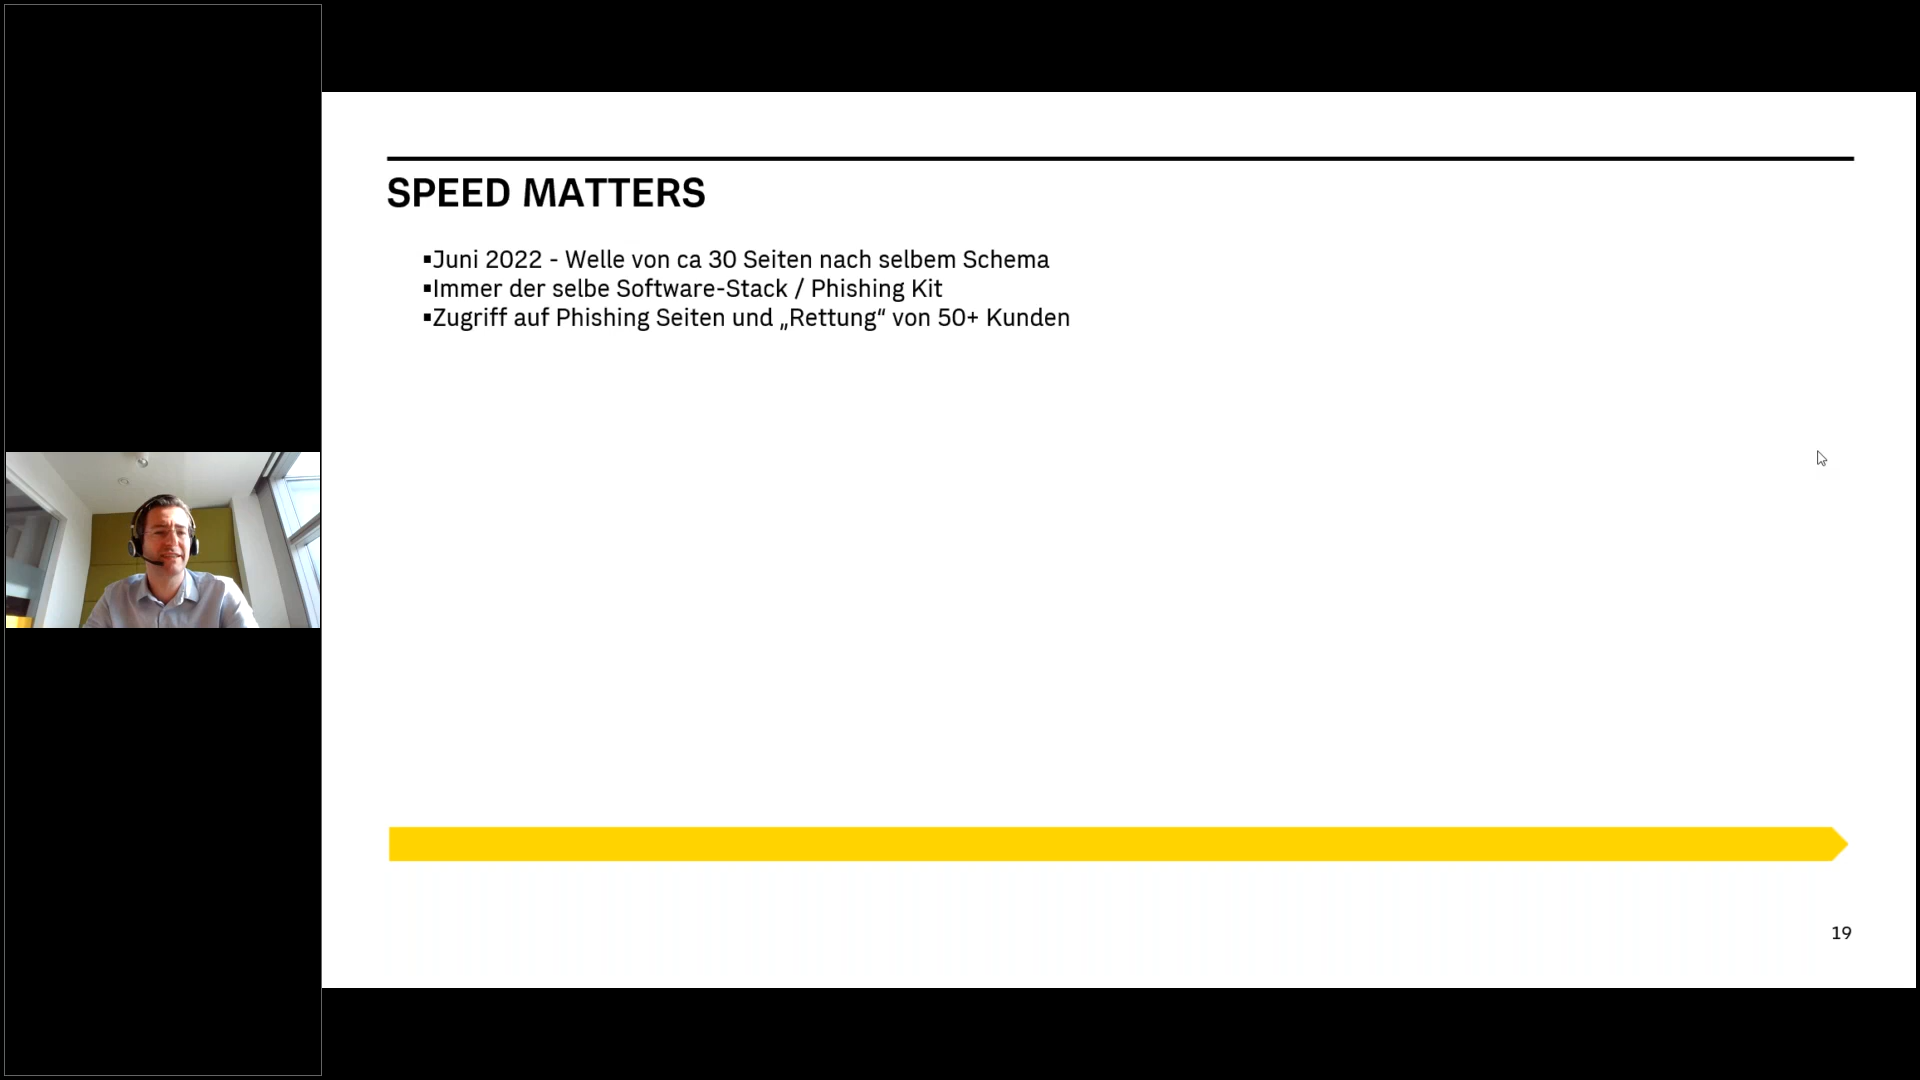 SPEED MATTERS
▪Juni 2022 - Welle von ca 30 Seiten nach selbem Schema
▪Immer der selbe Software-Stack / Phishing Kit
▪Zugriff auf Phishing Seiten und „Rettung“ von 50+ Kunden
19